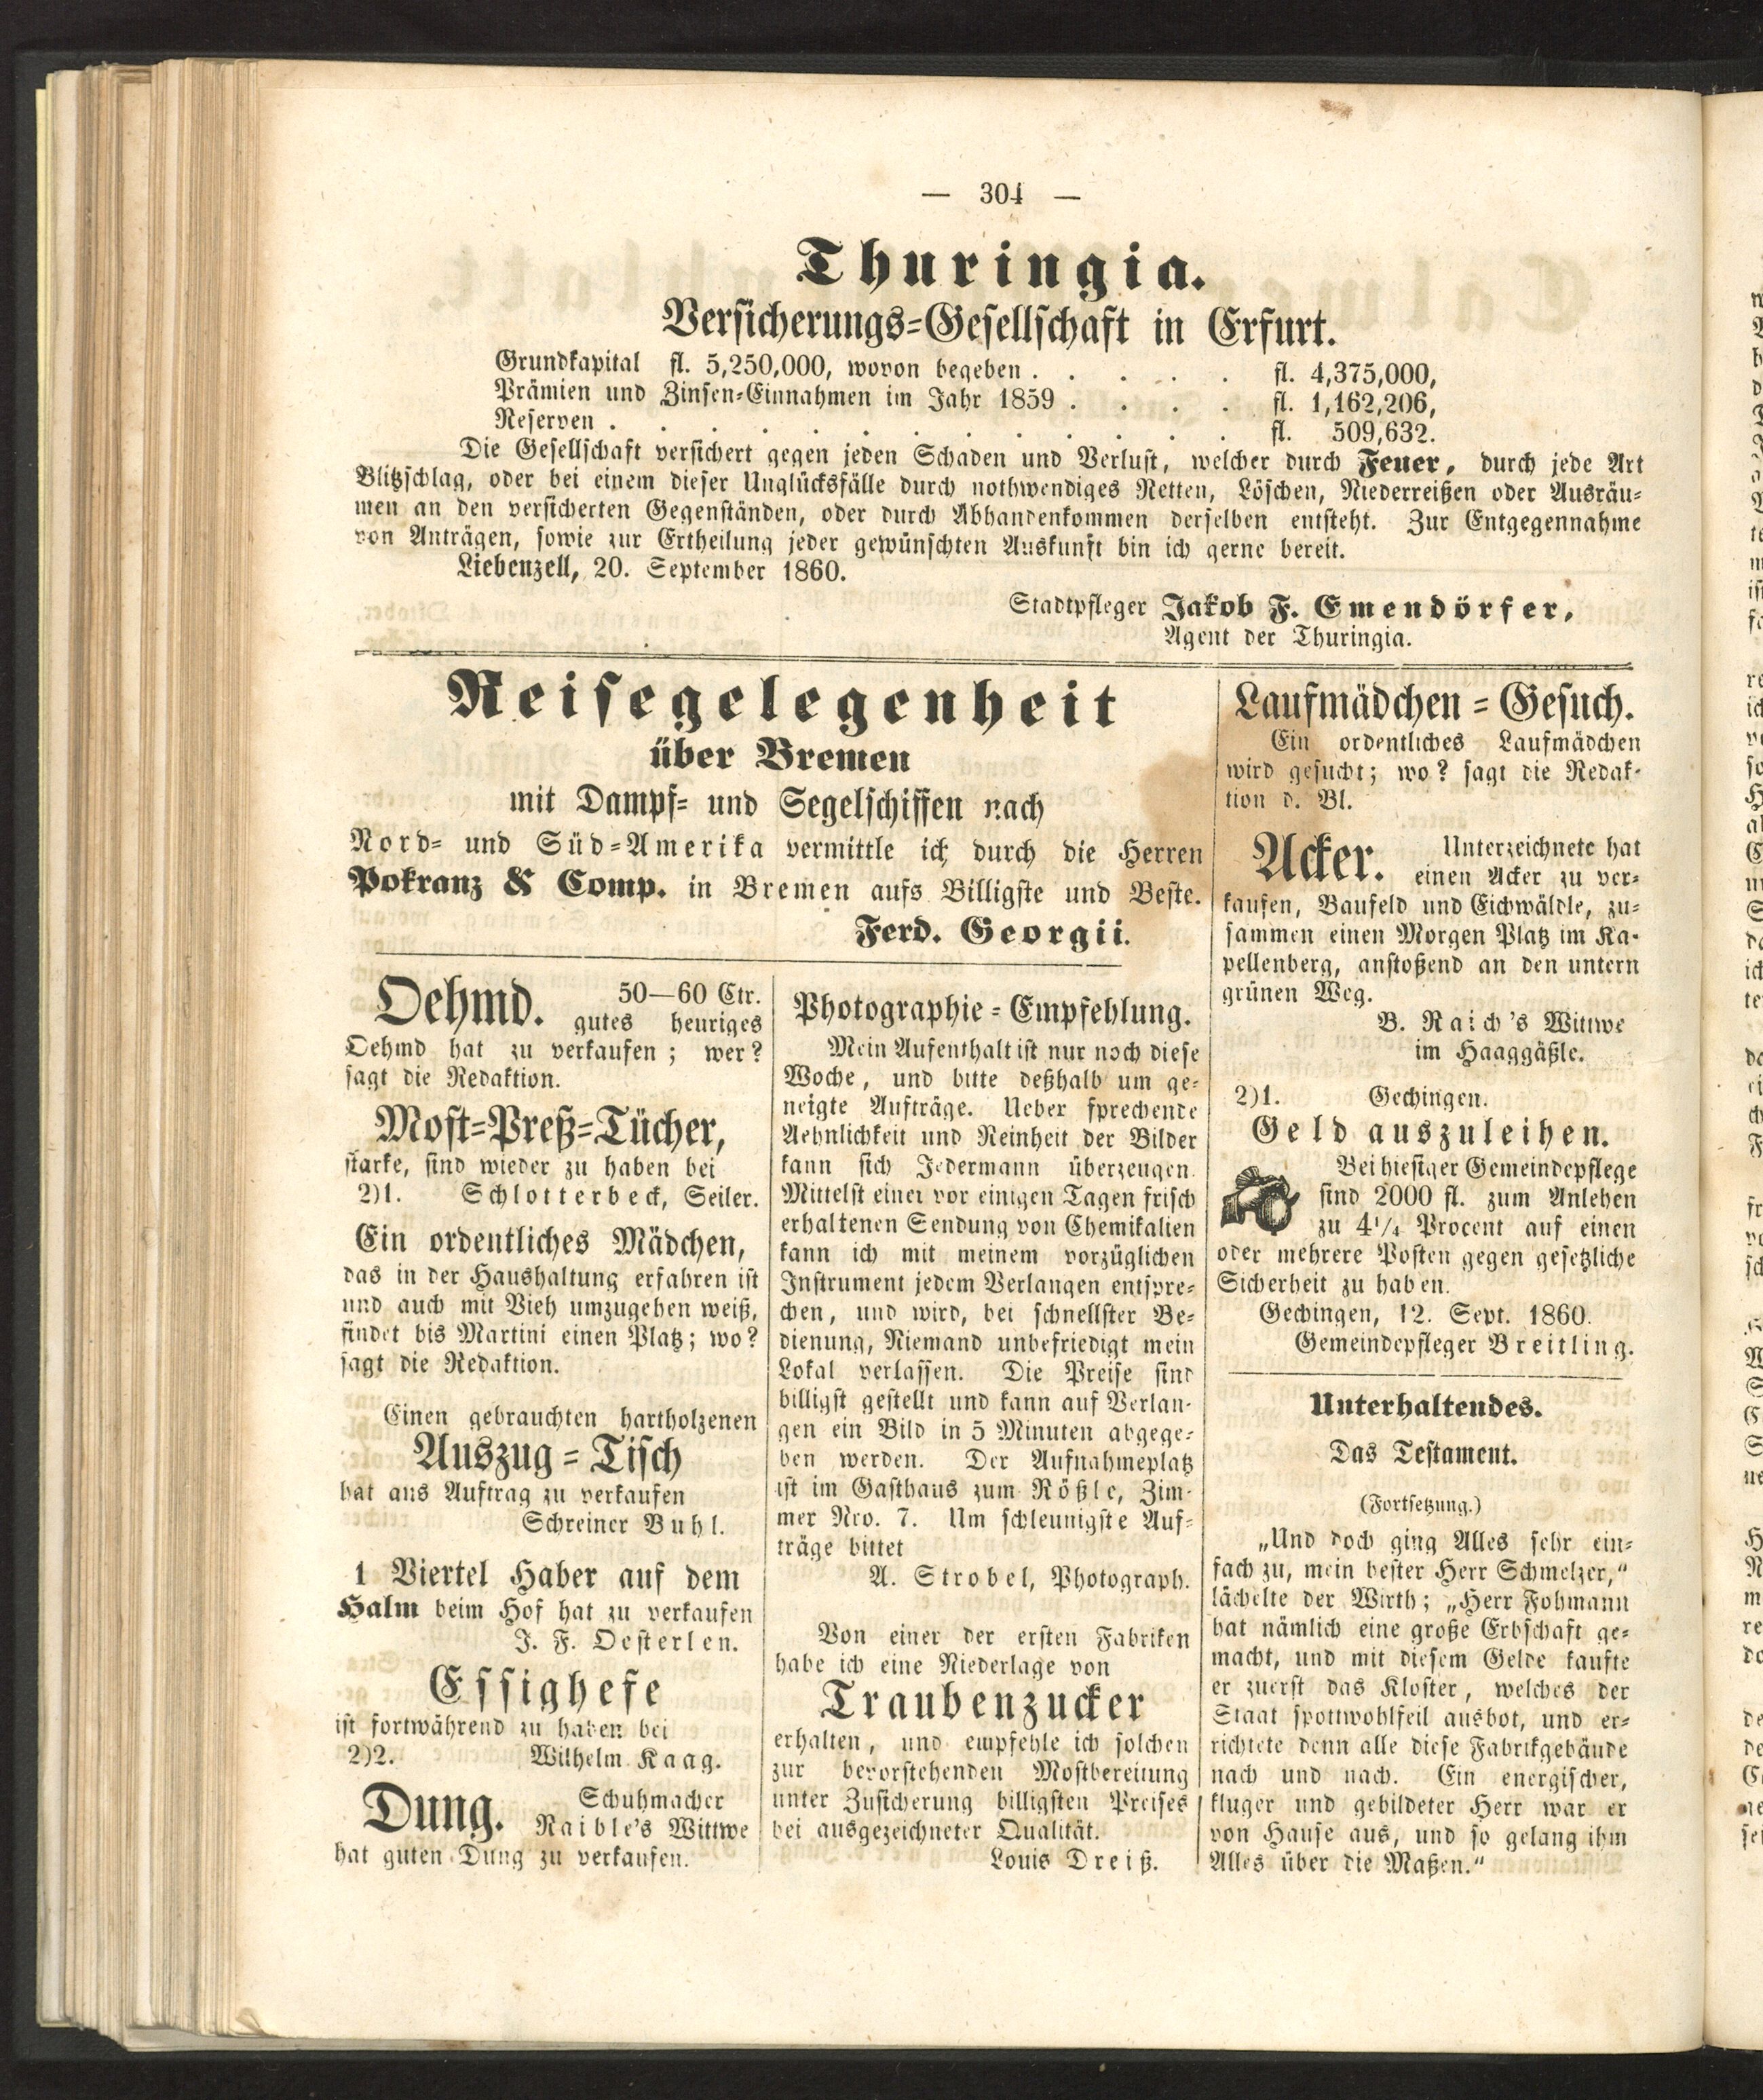 — 304 —
Thuringia.
Versicherungs-Gesellschaft in Erfurt.
Grundkapital fl. 5,250,000, wovon begeben . . . . . . fl. 4,375,000,
Prämien und Zinsen-Einnahmen im Jahr 1859 . . . . fl. 1,162,206,
Reserven . . . . . . . . . . . . . fl. 509,632.
Die Gesellschaft versichert gegen jeden Schaden und Verlust, welcher durch Feuer, durch jede Art
Blitzschlag, oder bei einem dieser Unglücksfälle durch nothwendiges Retten, Löschen, Niederreißen oder Ausräu-
men an den versicherten Gegenständen, oder durch Abhandenkommen derselben entsteht. Zur Entgegennahme
von Anträgen, sowie zur Ertheilung jeder gewünschten Auskunft bin ich gerne bereit.
Liebenzell, 20. September 1860.
Stadtpfleger Jakob F. Emendörfer,
Agent der Thuringia.
Reisegelegenheit
über Bremen
mit Dampf- und Segelschiffen nach
Nord- und Süd-Amerika vermittle ich durch die Herren
Pokranz & Comp. in Bremen aufs Billigste und Beste.
Ferd. Georgii.
Oehmd. 50—60 Ctr.
gutes heuriges
Oehmd hat zu verkaufen; wer?
sagt die Redaktion.
Most-Preß-Tücher,
starke, sind wieder zu haben bei
2)1. Schlotterbeck, Seiler.
Ein ordentliches Mädchen,
das in der Haushaltung erfahren ist
und auch mit Vieh umzugehen weiß,
findet bis Martini einen Platz; wo?
sagt die Redaktion.
Einen gebrauchten hartholzenen
Auszug-Tisch
hat aus Auftrag zu verkaufen
Schreiner Buhl.
1 Viertel Haber auf dem
Halm beim Hof hat zu verkaufen
J. F. Oesterlen.
Essighefe
ist fortwährend zu haben bei
2)2. Wilhelm Kaag.
Dung. Schuhmacher
Raible's Wittwe
hat guten Dung zu verkaufen.
Photographie-Empfehlung.
Mein Aufenthalt ist nur noch diese
Woche, und bitte deßhalb um ge-
neigte Aufträge. Ueber sprechende
Aehnlichkeit und Reinheit der Bilder
kann sich Jedermann überzeugen.
Mittelst einer vor einigen Tagen frisch
erhaltenen Sendung von Chemikalien
kann ich mit meinem vorzüglichen
Instrument jedem Verlangen entspre-
chen, und wird, bei schnellster Be-
dienung, Niemand unbefriedigt mein
Lokal verlassen. Die Preise sind
billigst gestellt und kann auf Verlan-
gen ein Bild in 5 Minuten abgege-
ben werden. Der Aufnahmeplatz
ist im Gasthaus zum Rößle, Zim-
mer Nro. 7. Um schleunigste Auf-
träge bittet
A. Strobel, Photograph.
Von einer der ersten Fabriken
habe ich eine Niederlage von
Traubenzucker
erhalten, und empfehle ich solchen
zur bevorstehenden Mostbereitung
unter Zusicherung billigsten Preises
bei ausgezeichneter Qualität.
Louis Dreiß.
Laufmädchen-Gesuch.
Ein ordentliches Laufmädchen
wird gesucht; wo? sagt die Redak-
tion d. Bl.
Acker. Unterzeichnete hat
einen Acker zu ver-
kaufen, Baufeld und Eichwäldle, zu-
sammen einen Morgen Platz im Ka-
pellenberg, anstoßend an den untern
grünen Weg.
B. Raich's Wittwe
im Haaggäßle.
2)1. Gechingen.
Geld auszuleihen.
Bei hiesiger Gemeindepflege
sind 2000 fl. zum Anlehen
zu 4¼ Procent auf einen
oder mehrere Posten gegen gesetzliche
Sicherheit zu haben.
Gechingen, 12. Sept. 1860.
Gemeindepfleger Breitling.
Unterhaltendes.
Das Testament.
(Fortsetzung.)
„Und doch ging Alles sehr ein-
fach zu, mein bester Herr Schmelzer,“
lächelte der Wirth; „Herr Fohmann
hat nämlich eine große Erbschaft ge-
macht, und mit diesem Gelde kaufte
er zuerst das Kloster, welches der
Staat spottwohlfeil ausbot, und er-
richtete denn alle diese Fabrikgebäude
nach und nach. Ein energischer,
kluger und gebildeter Herr war er
von Hause aus, und so gelang ihm
Alles über die Maßen.“